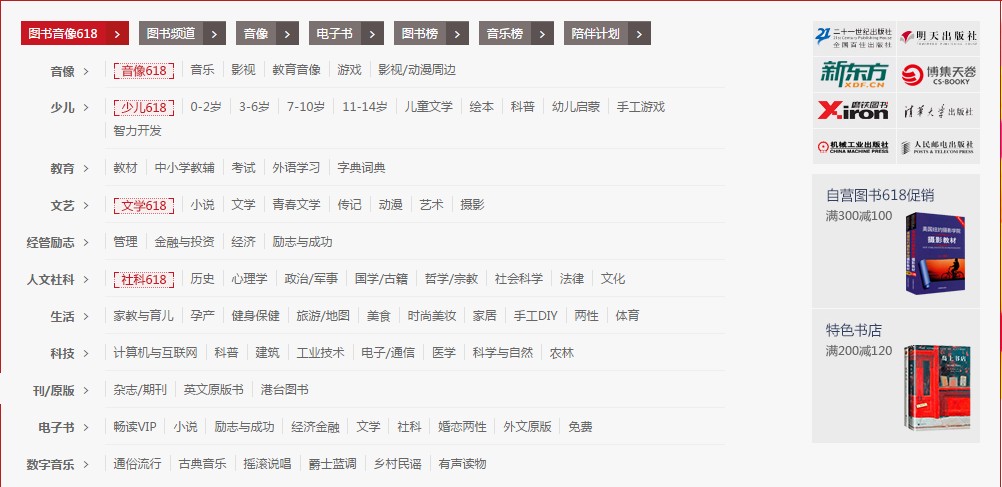 图书音像618 > 图书频道 > 音像 > 电子书 > 图书榜 > 音乐榜 > 陪伴计划 >
音像 > 音像618 音乐 影视 教育音像 游戏 影视/动漫周边
少儿 > 少儿618 0-2岁 3-6岁 7-10岁 11-14岁 儿童文学 绘本 科普 幼儿启蒙 手工游戏
智力开发
教育 > 教材 中小学教辅 考试 外语学习 字典词典
文艺 > 文学618 小说 文学 青春文学 传记 动漫 艺术 摄影
经管励志 > 管理 金融与投资 经济 励志与成功
人文社科 > 社科618 历史 心理学 政治/军事 国学/古籍 哲学/宗教 社会科学 法律 文化
生活 > 家教与育儿 孕产 健身保健 旅游/地图 美食 时尚美妆 家居 手工DIY 两性 体育
科技 > 计算机与互联网 科普 建筑 工业技术 电子/通信 医学 科学与自然 农林
刊/原版 > 杂志/期刊 英文原版书 港台图书
电子书 > 畅读VIP 小说 励志与成功 经济金融 文学 社科 婚恋两性 外文原版 免费
数字音乐 > 通俗流行 古典音乐 摇滚说唱 爵士蓝调 乡村民谣 有声读物
二十一世纪出版社
21st Century Publishing House
全国百佳出版社
明天出版社
新东方
XDF.CN
博集天卷
CS-BOOKY
磨铁图书
Xiron
清华大学出版社
机械工业出版社
CHINA MACHINE PRESS
人民邮电出版社
POSTS & TELECOM PRESS
自营图书618促销
满300减100
美国纽约摄影学院
摄影教材
特色书店
满200减120
岛上书店